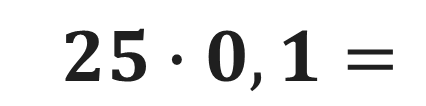 25 · 0,1 =